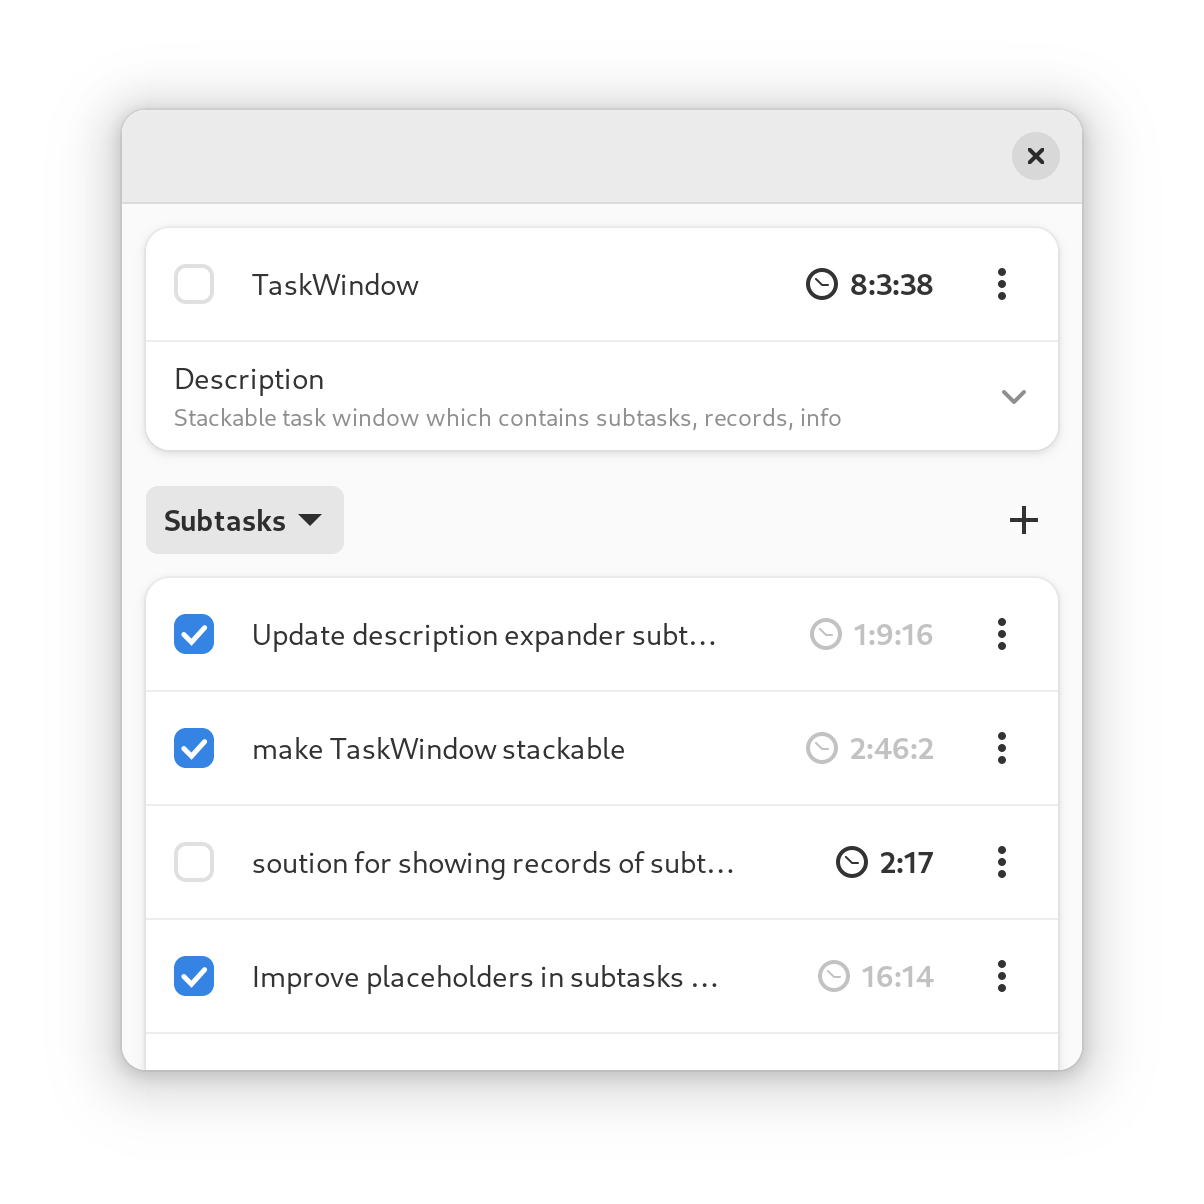 TaskWindow 8:3:38
Description
Stackable task window which contains subtasks, records, info
Subtasks
Update description expander subt... 1:9:16
make TaskWindow stackable 2:46:2
soution for showing records of subt... 2:17
Improve placeholders in subtasks ... 16:14